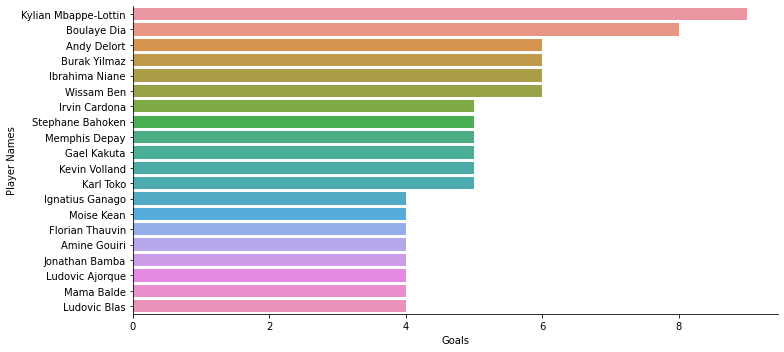 Kylian Mbappe-Lottin
Boulaye Dia
Andy Delort
Burak Yilmaz
Ibrahima Niane
Wissam Ben
Irvin Cardona
Stephane Bahoken
Memphis Depay
Gael Kakuta
Kevin Volland
Karl Toko
Ignatius Ganago
Moise Kean
Florian Thauvin
Amine Gouiri
Jonathan Bamba
Ludovic Ajorque
Mama Balde
Ludovic Blas
Player Names
0 2 4 6 8
Goals